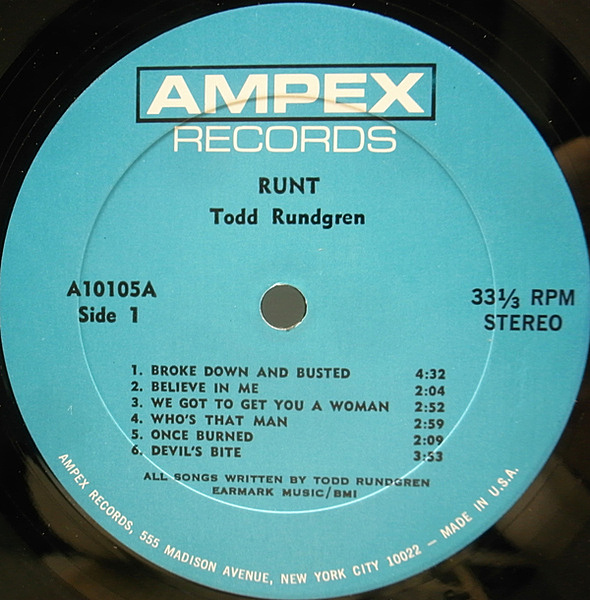 AMPEX
RECORDS
RUNT
Todd Rundgren
A10105A
Side 1
33⅓ RPM
STEREO
1. BROKE DOWN AND BUSTED 4:32
2. BELIEVE IN ME 2:04
3. WE GOT TO GET YOU A WOMAN 2:52
4. WHO'S THAT MAN 2:59
5. ONCE BURNED 2:09
6. DEVIL'S BITE 3:53
ALL SONGS WRITTEN BY TODD RUNDGREN
EARMARK MUSIC/BMI
AMPEX RECORDS, 555 MADISON AVENUE, NEW YORK CITY 10022 — MADE IN U.S.A.